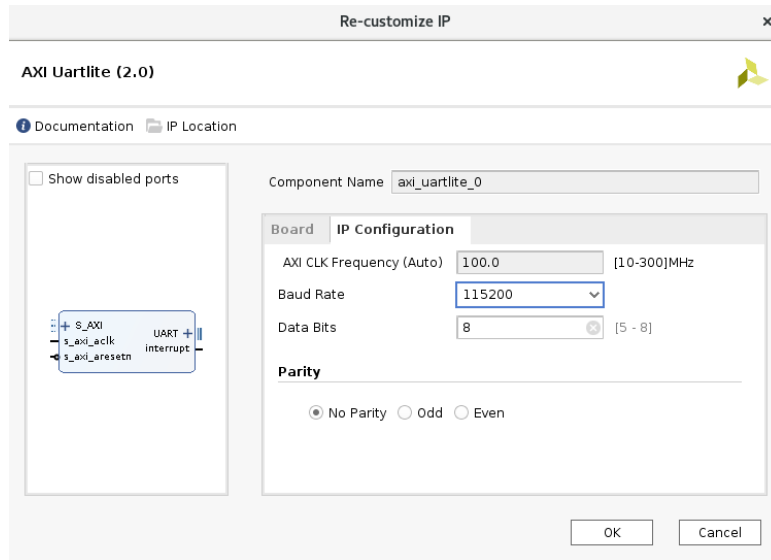 Re-customize IP
AXI Uartlite (2.0)
Documentation IP Location
Show disabled ports
S_AXI
s_axi_aclk
s_axi_aresetn
UART
interrupt
Component Name axi_uartlite_0
Board IP Configuration
AXI CLK Frequency (Auto) 100.0 [10-300]MHz
Baud Rate 115200
Data Bits 8 [5 - 8]
Parity
No Parity Odd Even
OK Cancel